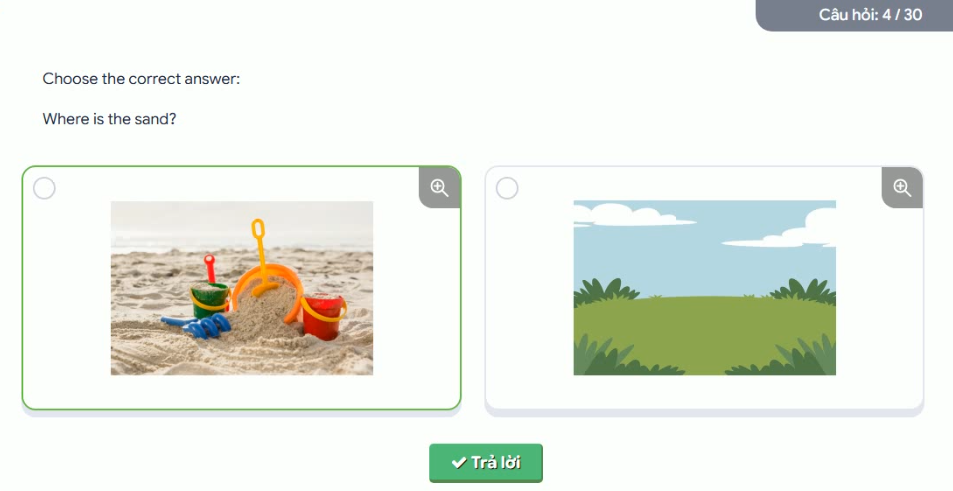 Câu hỏi: 4 / 30
Choose the correct answer:
Where is the sand?
Trả lời